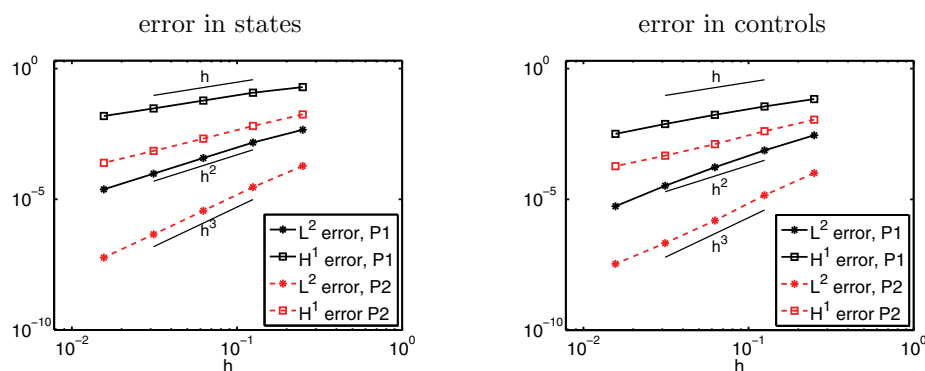 error in states
10^0
10^-5
10^-10
h
h^2
h^3
L^2 error, P1
H^1 error, P1
L^2 error, P2
H^1 error P2
10^-2
10^-1
10^0
h
error in controls
10^0
10^-5
10^-10
h
h^2
h^3
L^2 error, P1
H^1 error, P1
L^2 error, P2
H^1 error P2
10^-2
10^-1
10^0
h